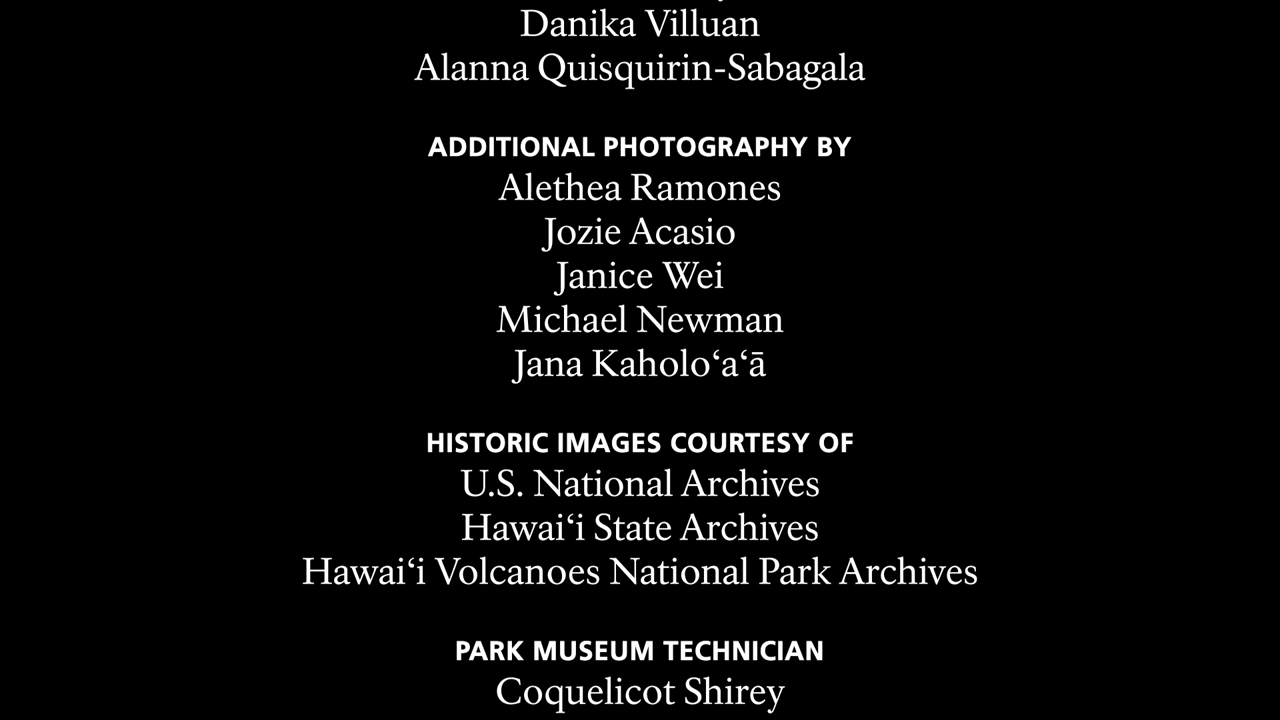 Danika Villuan
Alanna Quisquirin-Sabagala
ADDITIONAL PHOTOGRAPHY BY
Alethea Ramones
Jozie Acasio
Janice Wei
Michael Newman
Jana Kaholoʻaʻā
HISTORIC IMAGES COURTESY OF
U.S. National Archives
Hawaiʻi State Archives
Hawaiʻi Volcanoes National Park Archives
PARK MUSEUM TECHNICIAN
Coquelicot Shirey